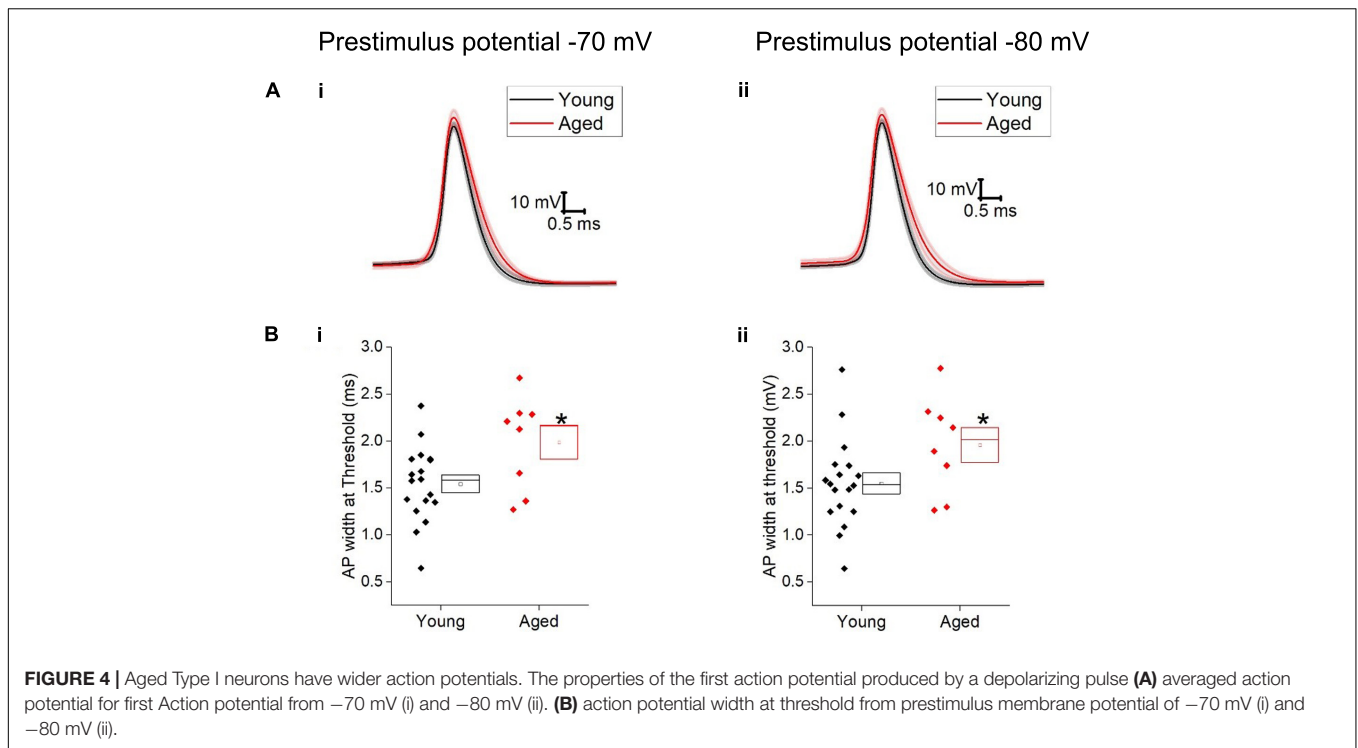 Prestimulus potential -70 mV
Prestimulus potential -80 mV
A
i
Young
Aged
10 mV
0.5 ms
ii
Young
Aged
10 mV
0.5 ms
B
i
AP width at Threshold (ms)
3.0
2.5
2.0
1.5
1.0
0.5
*
Young
Aged
ii
AP width at threshold (mV)
3.0
2.5
2.0
1.5
1.0
0.5
*
Young
Aged
FIGURE 4 | Aged Type I neurons have wider action potentials. The properties of the first action potential produced by a depolarizing pulse (A) averaged action
potential for first Action potential from −70 mV (i) and −80 mV (ii). (B) action potential width at threshold from prestimulus membrane potential of −70 mV (i) and
−80 mV (ii).